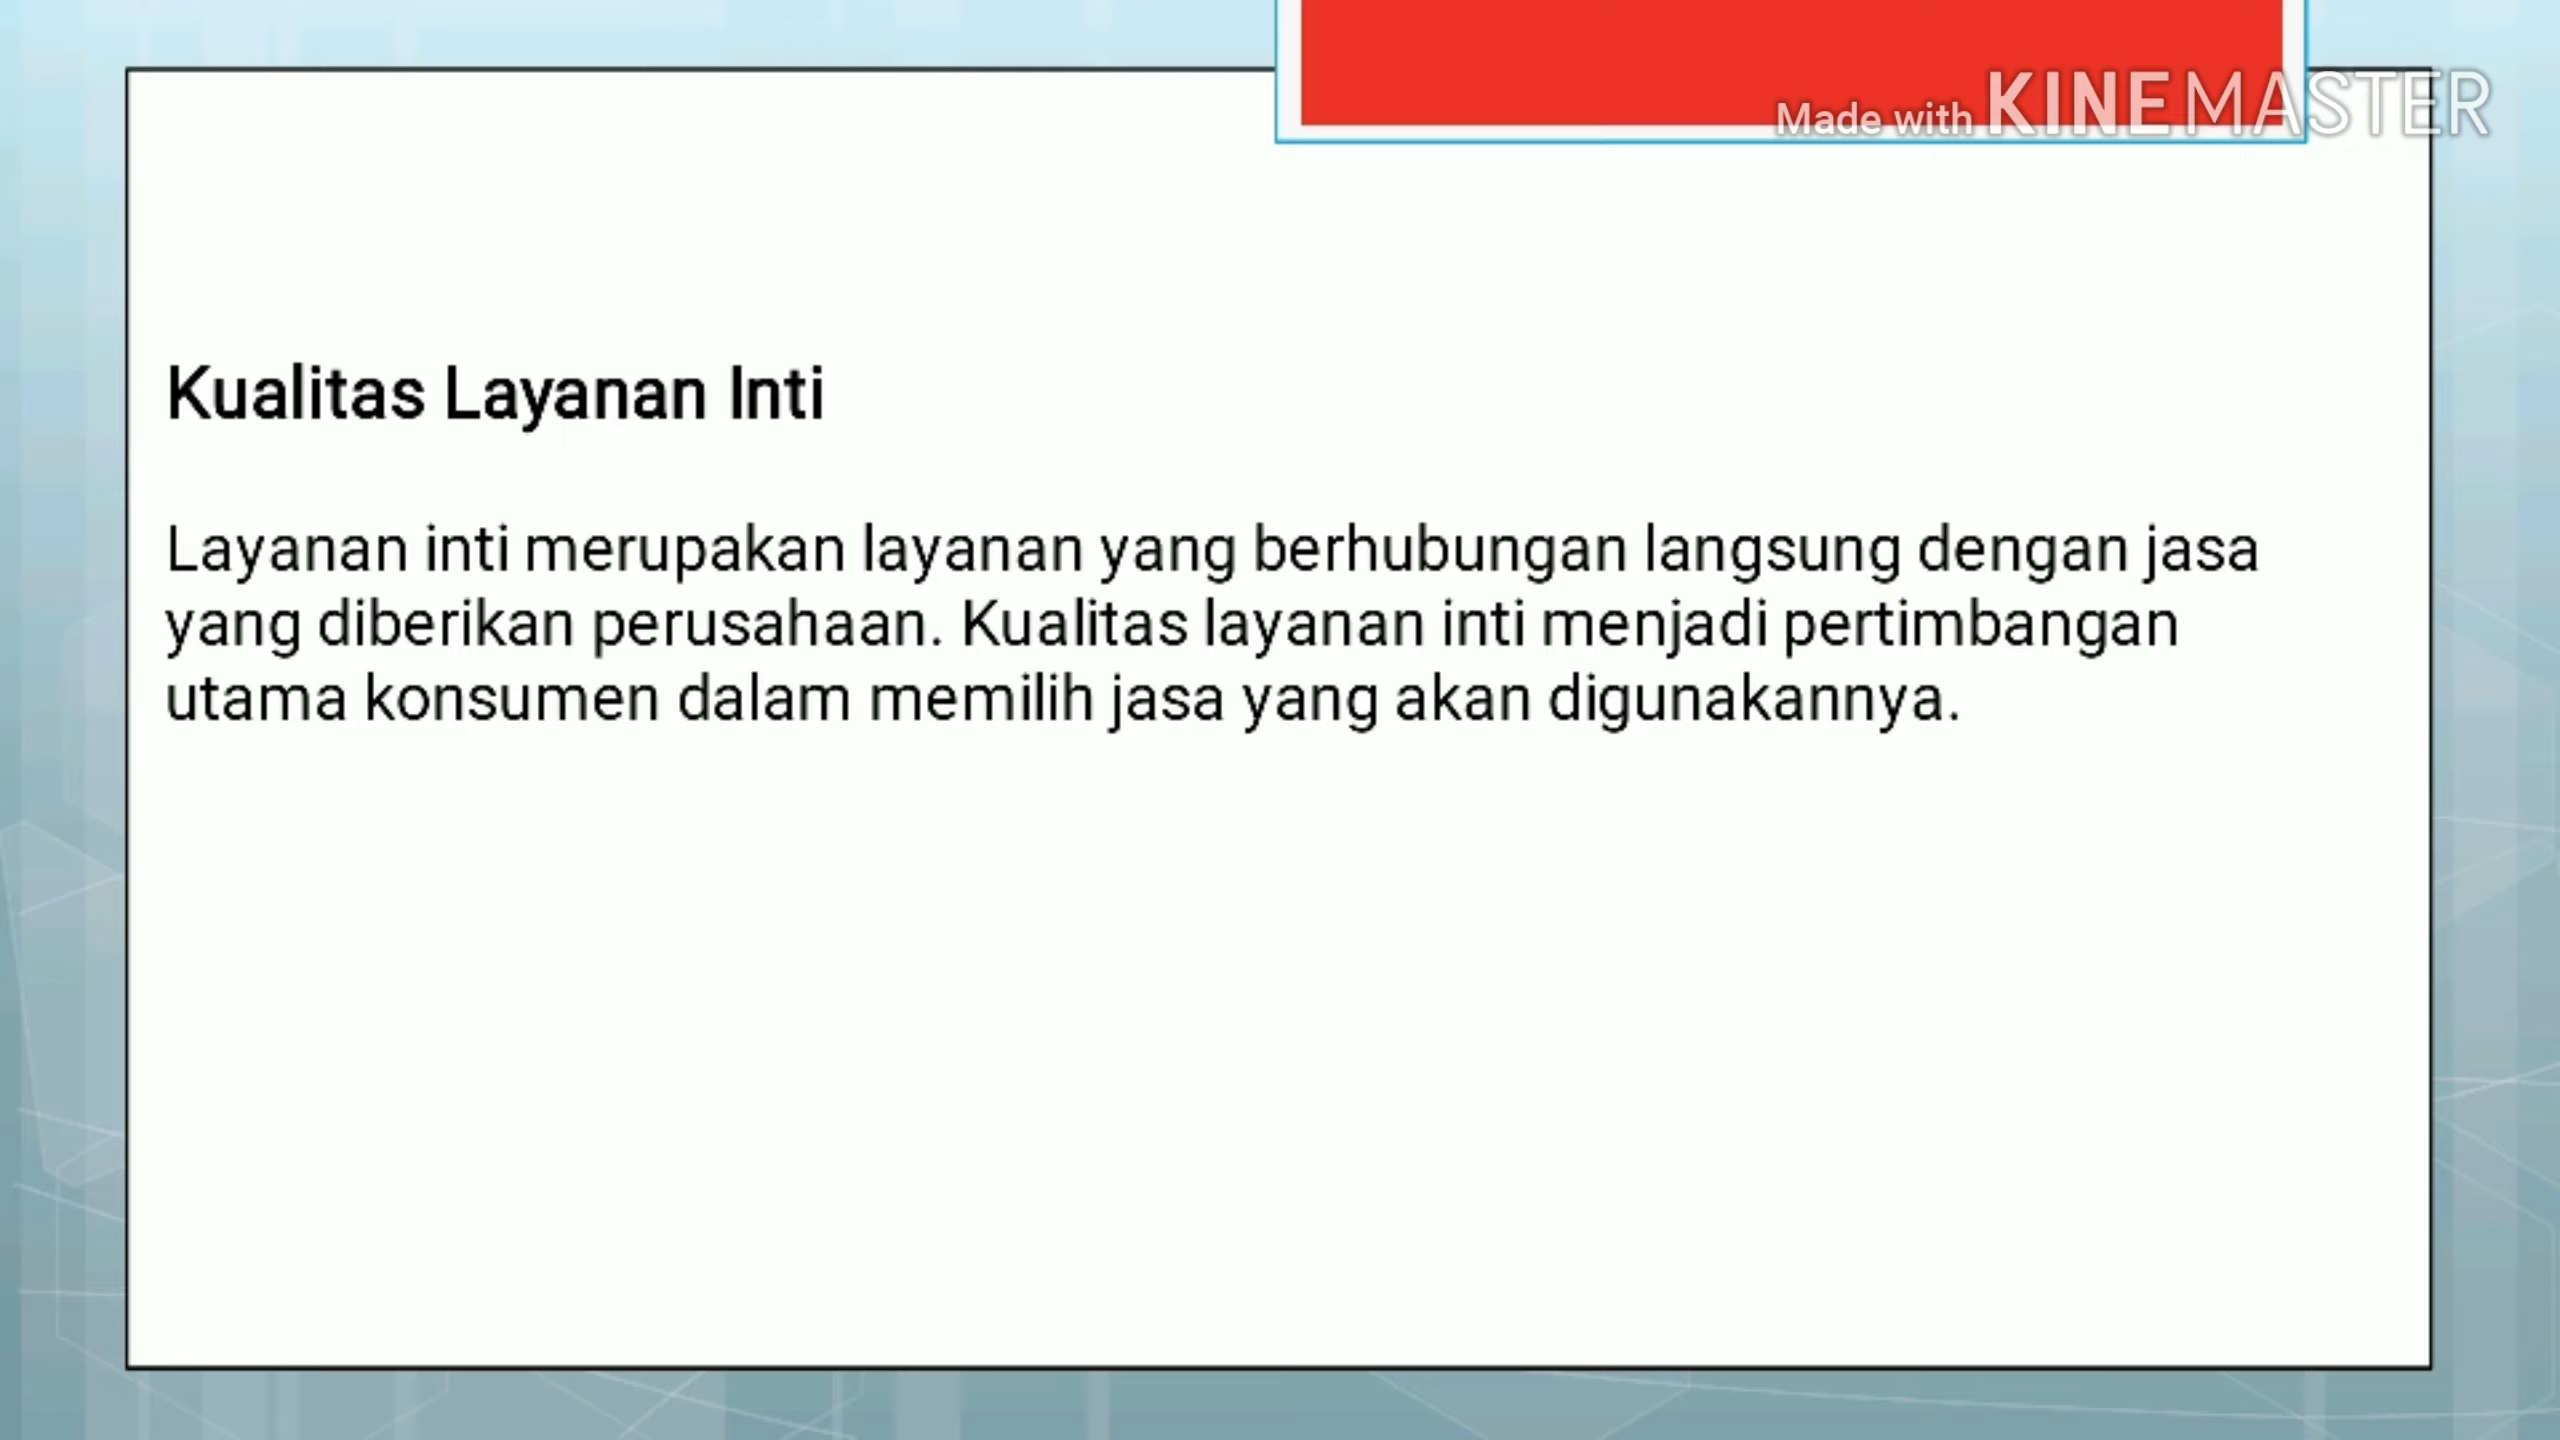 Made with KINEMASTER
Kualitas Layanan Inti
Layanan inti merupakan layanan yang berhubungan langsung dengan jasa
yang diberikan perusahaan. Kualitas layanan inti menjadi pertimbangan
utama konsumen dalam memilih jasa yang akan digunakannya.